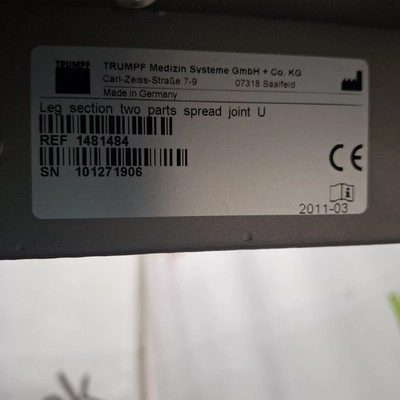 TRUMPF
TRUMPF Medizin Systeme GmbH + Co. KG
Carl-Zeiss-Straße 7-9 07318 Saalfeld
Made in Germany
Leg section two parts spread joint U
REF 1481484
SN 101271906
CE
i
2011-03